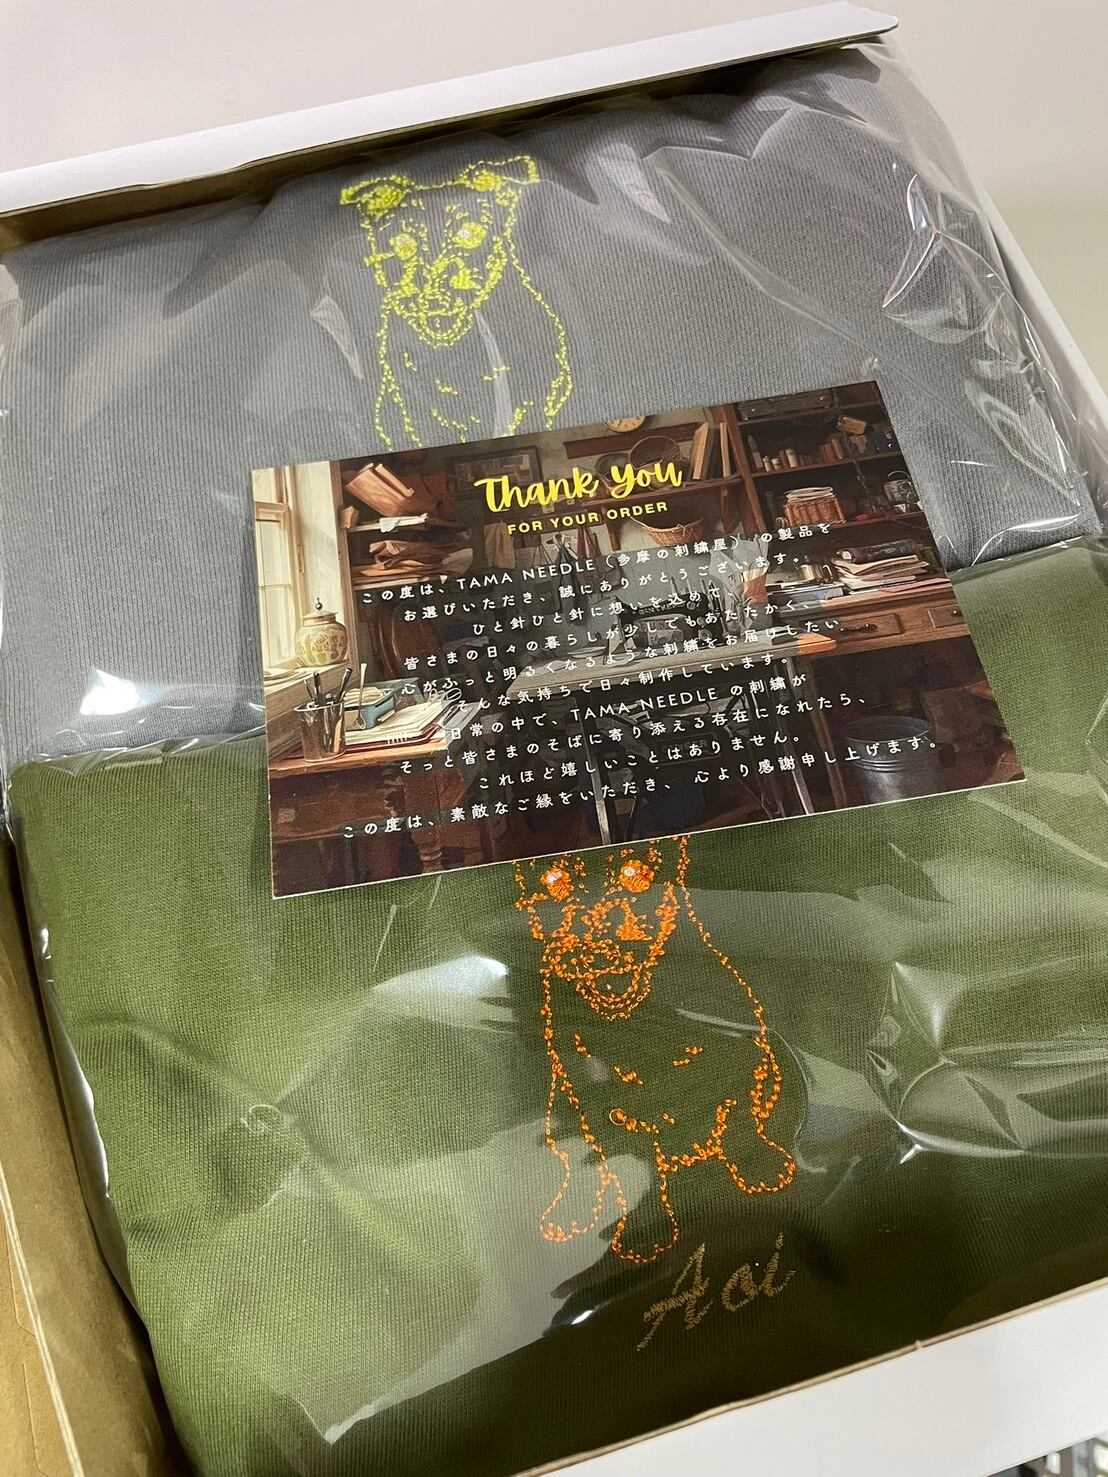 Thank You
FOR YOUR ORDER
この度は、TAMA NEEDLE（多摩の刺繍屋）の製品を
お選びいただき、誠にありがとうございます。
ひと針ひと針に想いを込めて
皆さまの日々の暮らしが少しでもあたたかく、
心がふっと明るくなるような刺繍をお届けしたい
そんな気持ちで日々制作しています。
日常の中で、TAMA NEEDLE の刺繍が
そっと皆さまのそばに寄り添える存在になれたら、
これほど嬉しいことはありません。
この度は、素敵なご縁をいただき、心より感謝申し上げます。
Aoi